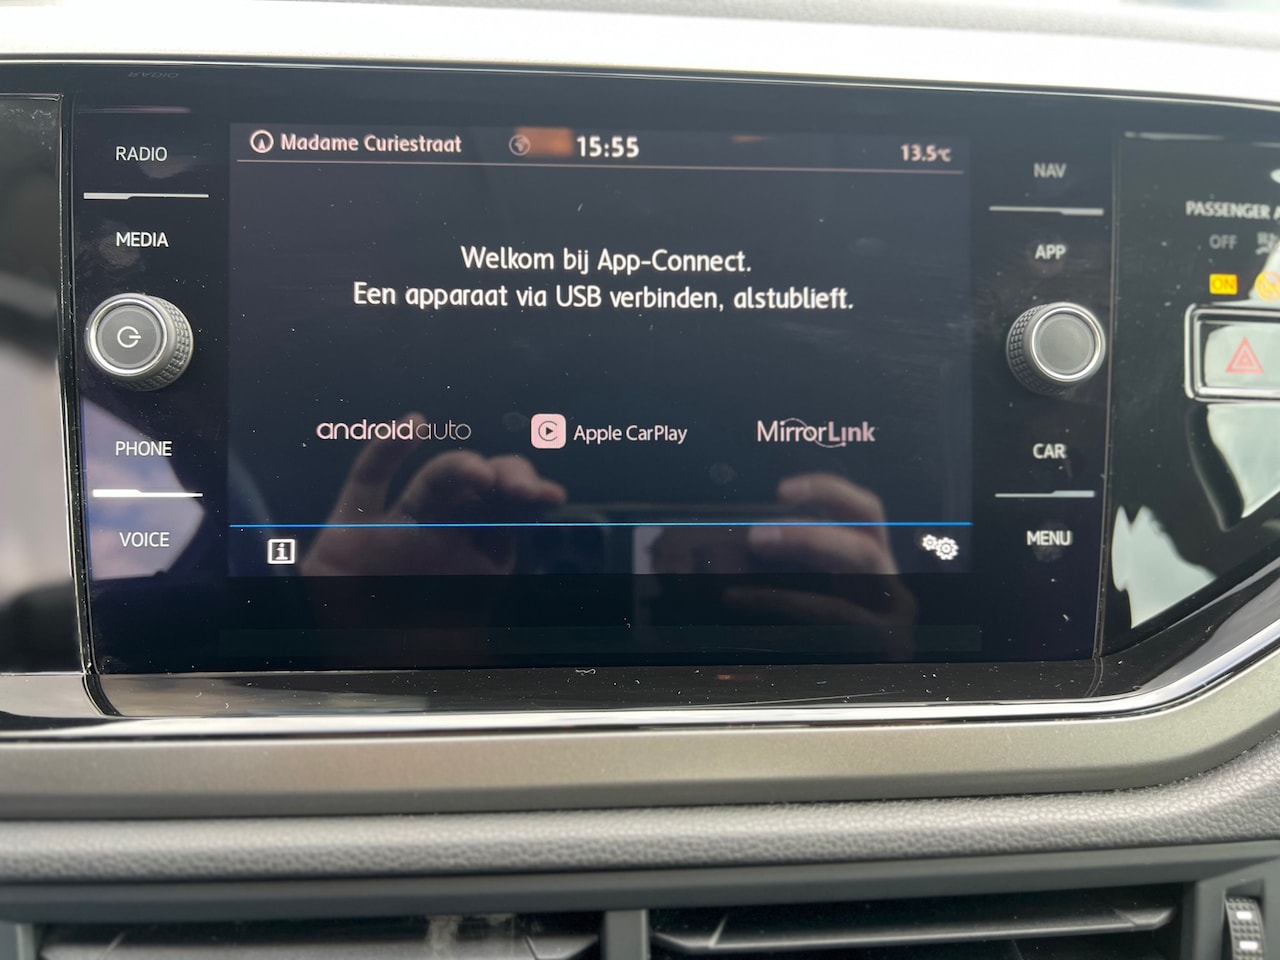 RADIO
MEDIA
PHONE
VOICE
Madame Curiestraat 15:55 13.5°C
Welkom bij App-Connect.
Een apparaat via USB verbinden, alstublieft.
androidauto Apple CarPlay MirrorLink
i
NAV
APP
CAR
MENU
PASSENGER
OFF
ON